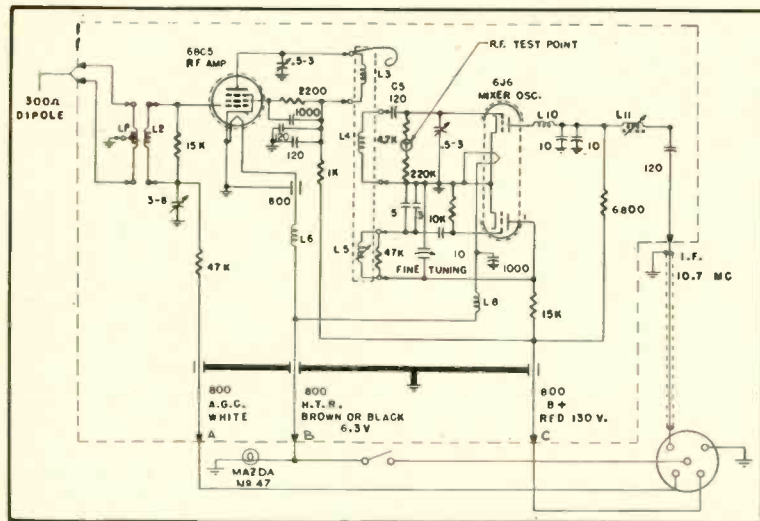 6BC5
RF AMP
.5-3
R.F. TEST POINT
L3
2200
C5
120
6J6
MIXER OSC.
300Ω
DIPOLE
1000
L10
L11
L2
L4
4.7K
.5-3
120
15K
120
10
10
120
220K
1K
3-8
800
5
10K
6800
L6
L5
47K
10
1000
I.F.
10.7 MC
FINE TUNING
47K
L8
15K
800
A.G.C.
WHITE
800
H.T.R.
BROWN OR BLACK
6.3V
800
B+
RED 130 V.
A
B
C
MAZDA
Nº 47